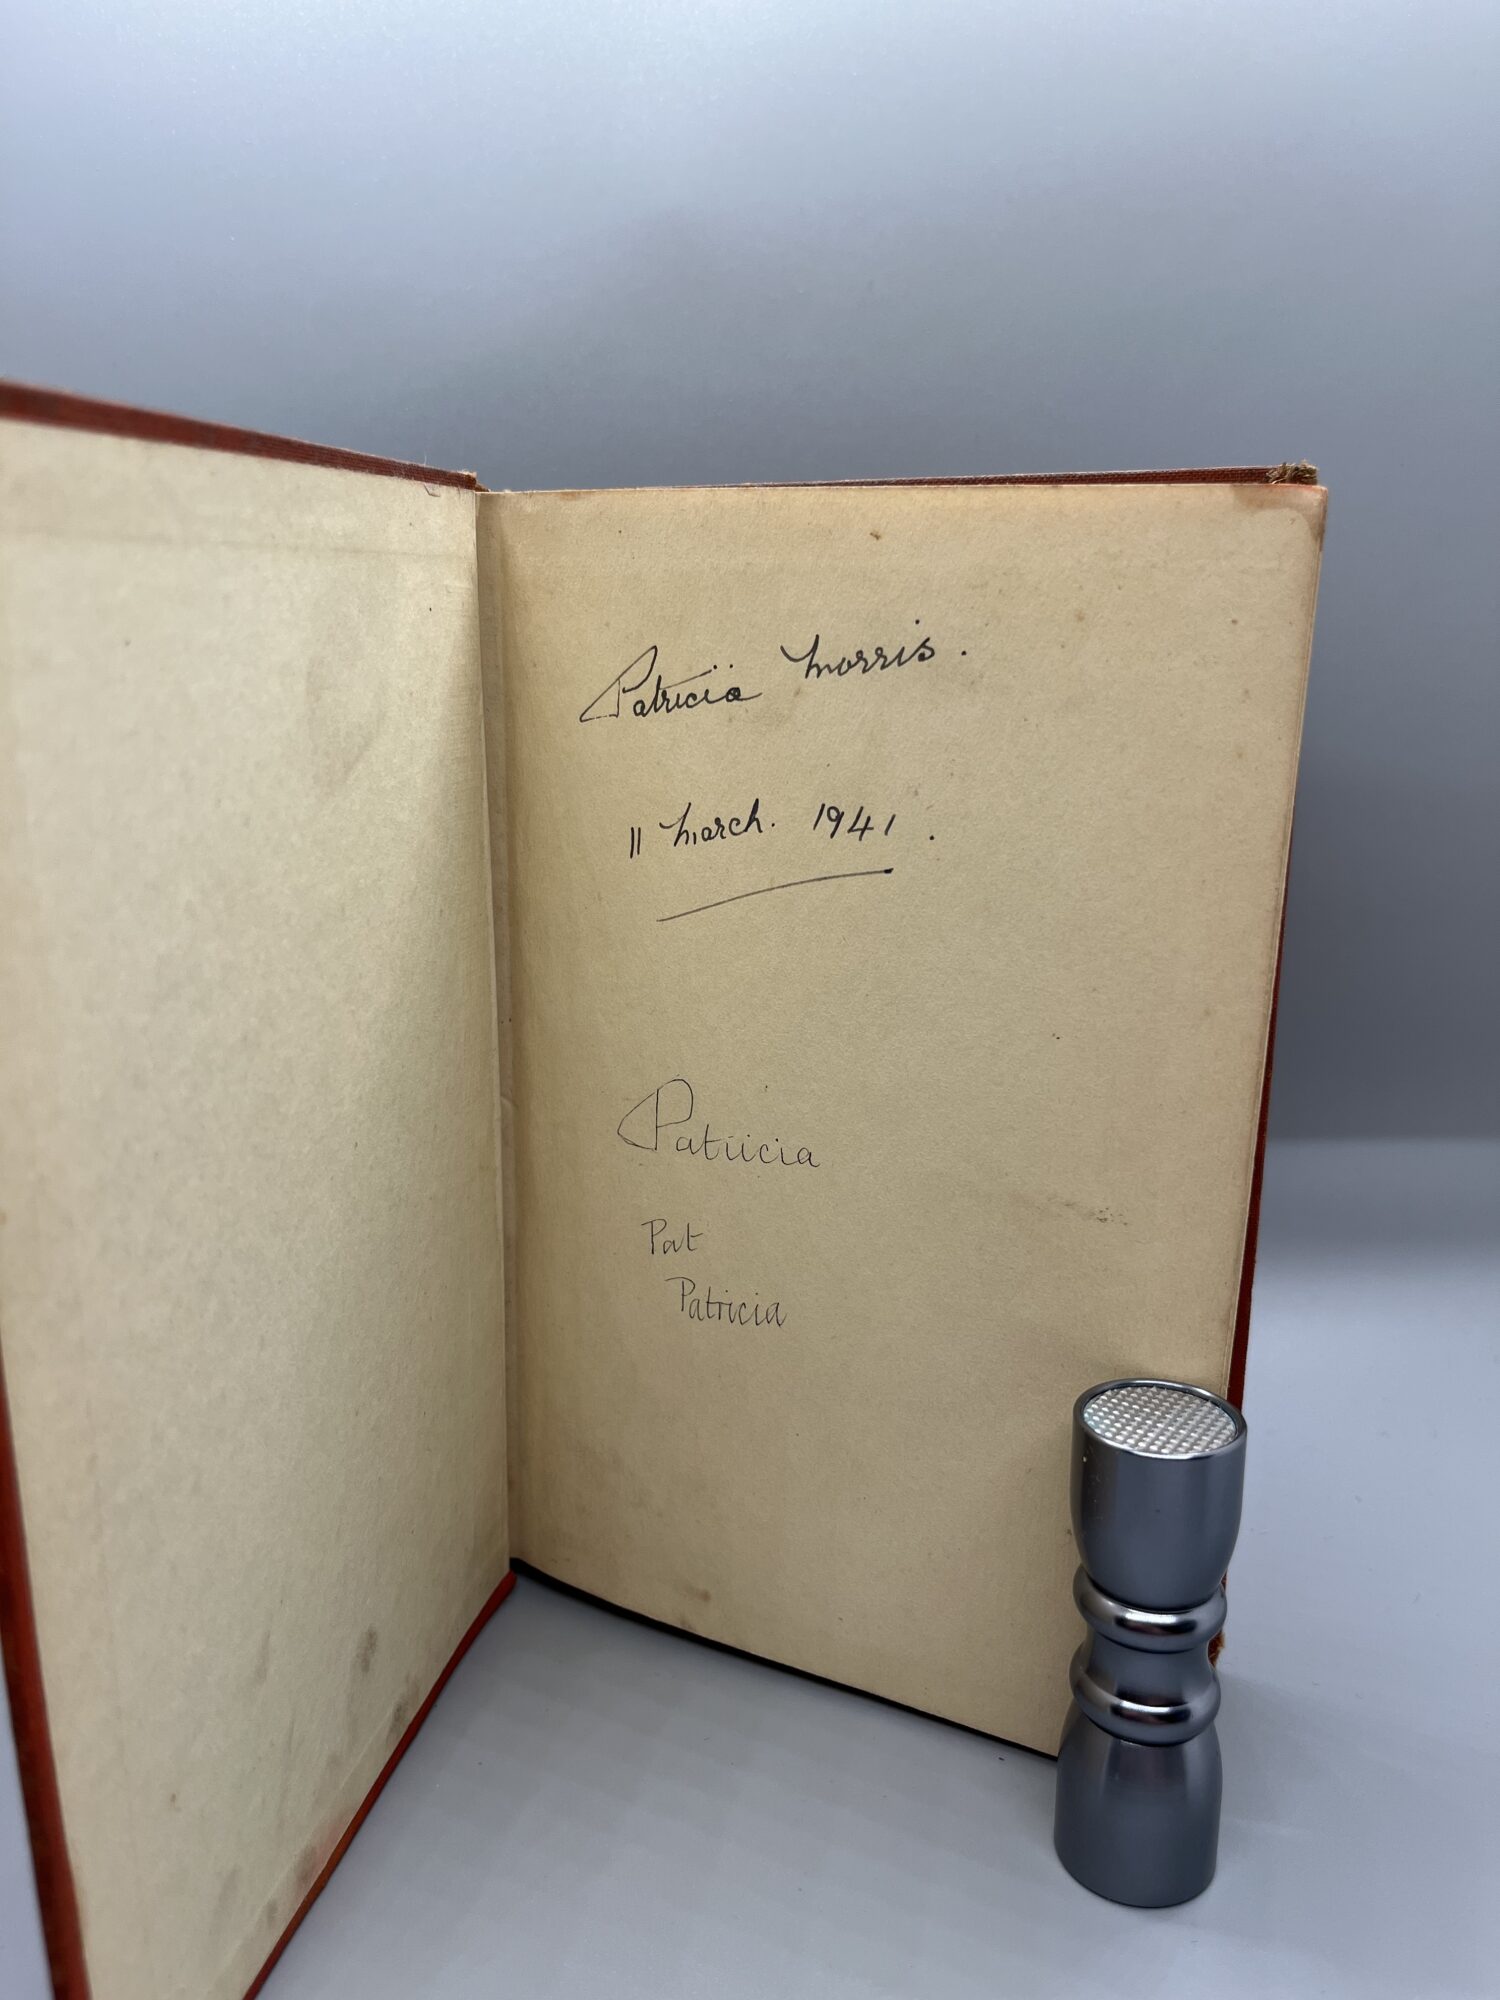 Patricia Morris.
11 March. 1941.
Patricia
Pat
Patricia